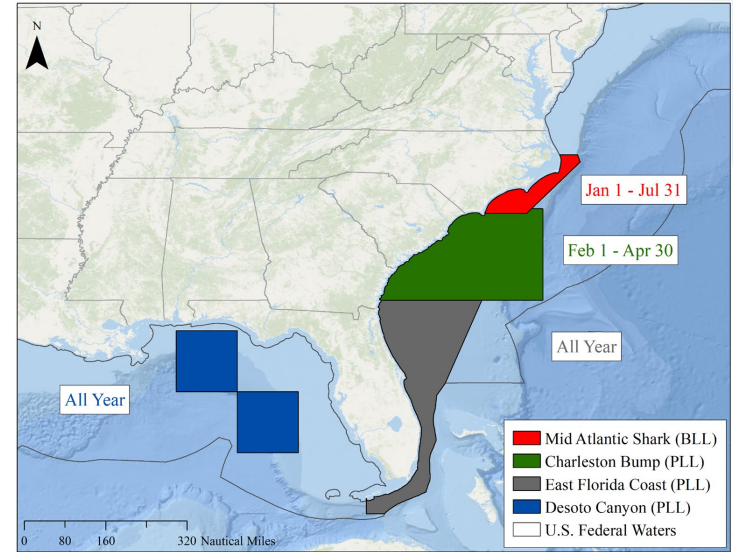 N
Jan 1 - Jul 31
Feb 1 - Apr 30
All Year
All Year
Mid Atlantic Shark (BLL)
Charleston Bump (PLL)
East Florida Coast (PLL)
Desoto Canyon (PLL)
U.S. Federal Waters
0 80 160 320 Nautical Miles